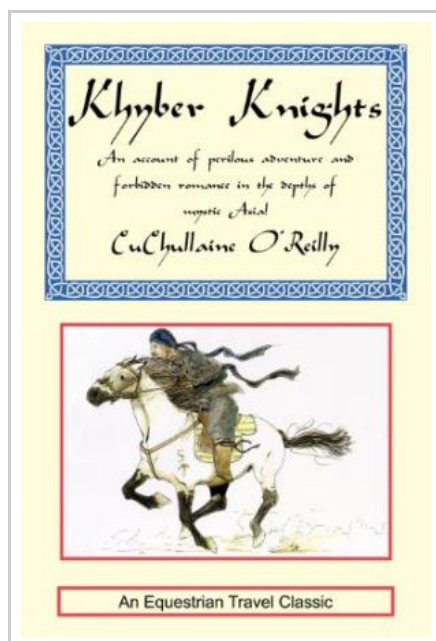 Khyber Knights
An account of perilous adventure and
forbidden romance in the depths of
mystic Asia!
CuChullaine O'Reilly
An Equestrian Travel Classic